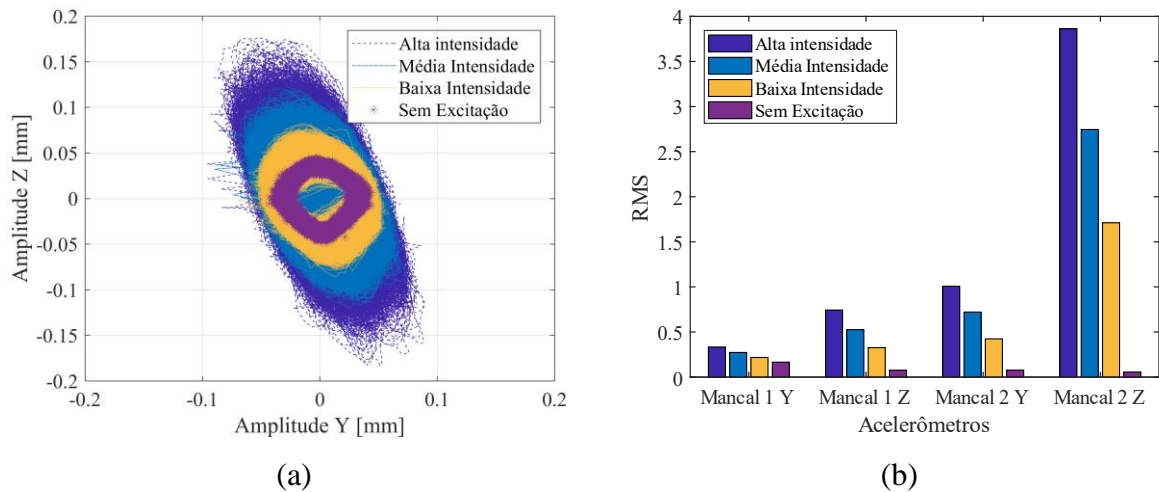 0.2
0.15
0.1
0.05
0
-0.05
-0.1
-0.15
-0.2
-0.2
-0.1
0
0.1
0.2
Amplitude Z [mm]
Amplitude Y [mm]
Alta intensidade
Média Intensidade
Baixa Intensidade
Sem Excitação
(a)
4
3.5
3
2.5
2
1.5
1
0.5
0
RMS
Alta intensidade
Média Intensidade
Baixa Intensidade
Sem Excitação
Mancal 1 Y
Mancal 1 Z
Mancal 2 Y
Mancal 2 Z
Acelerômetros
(b)